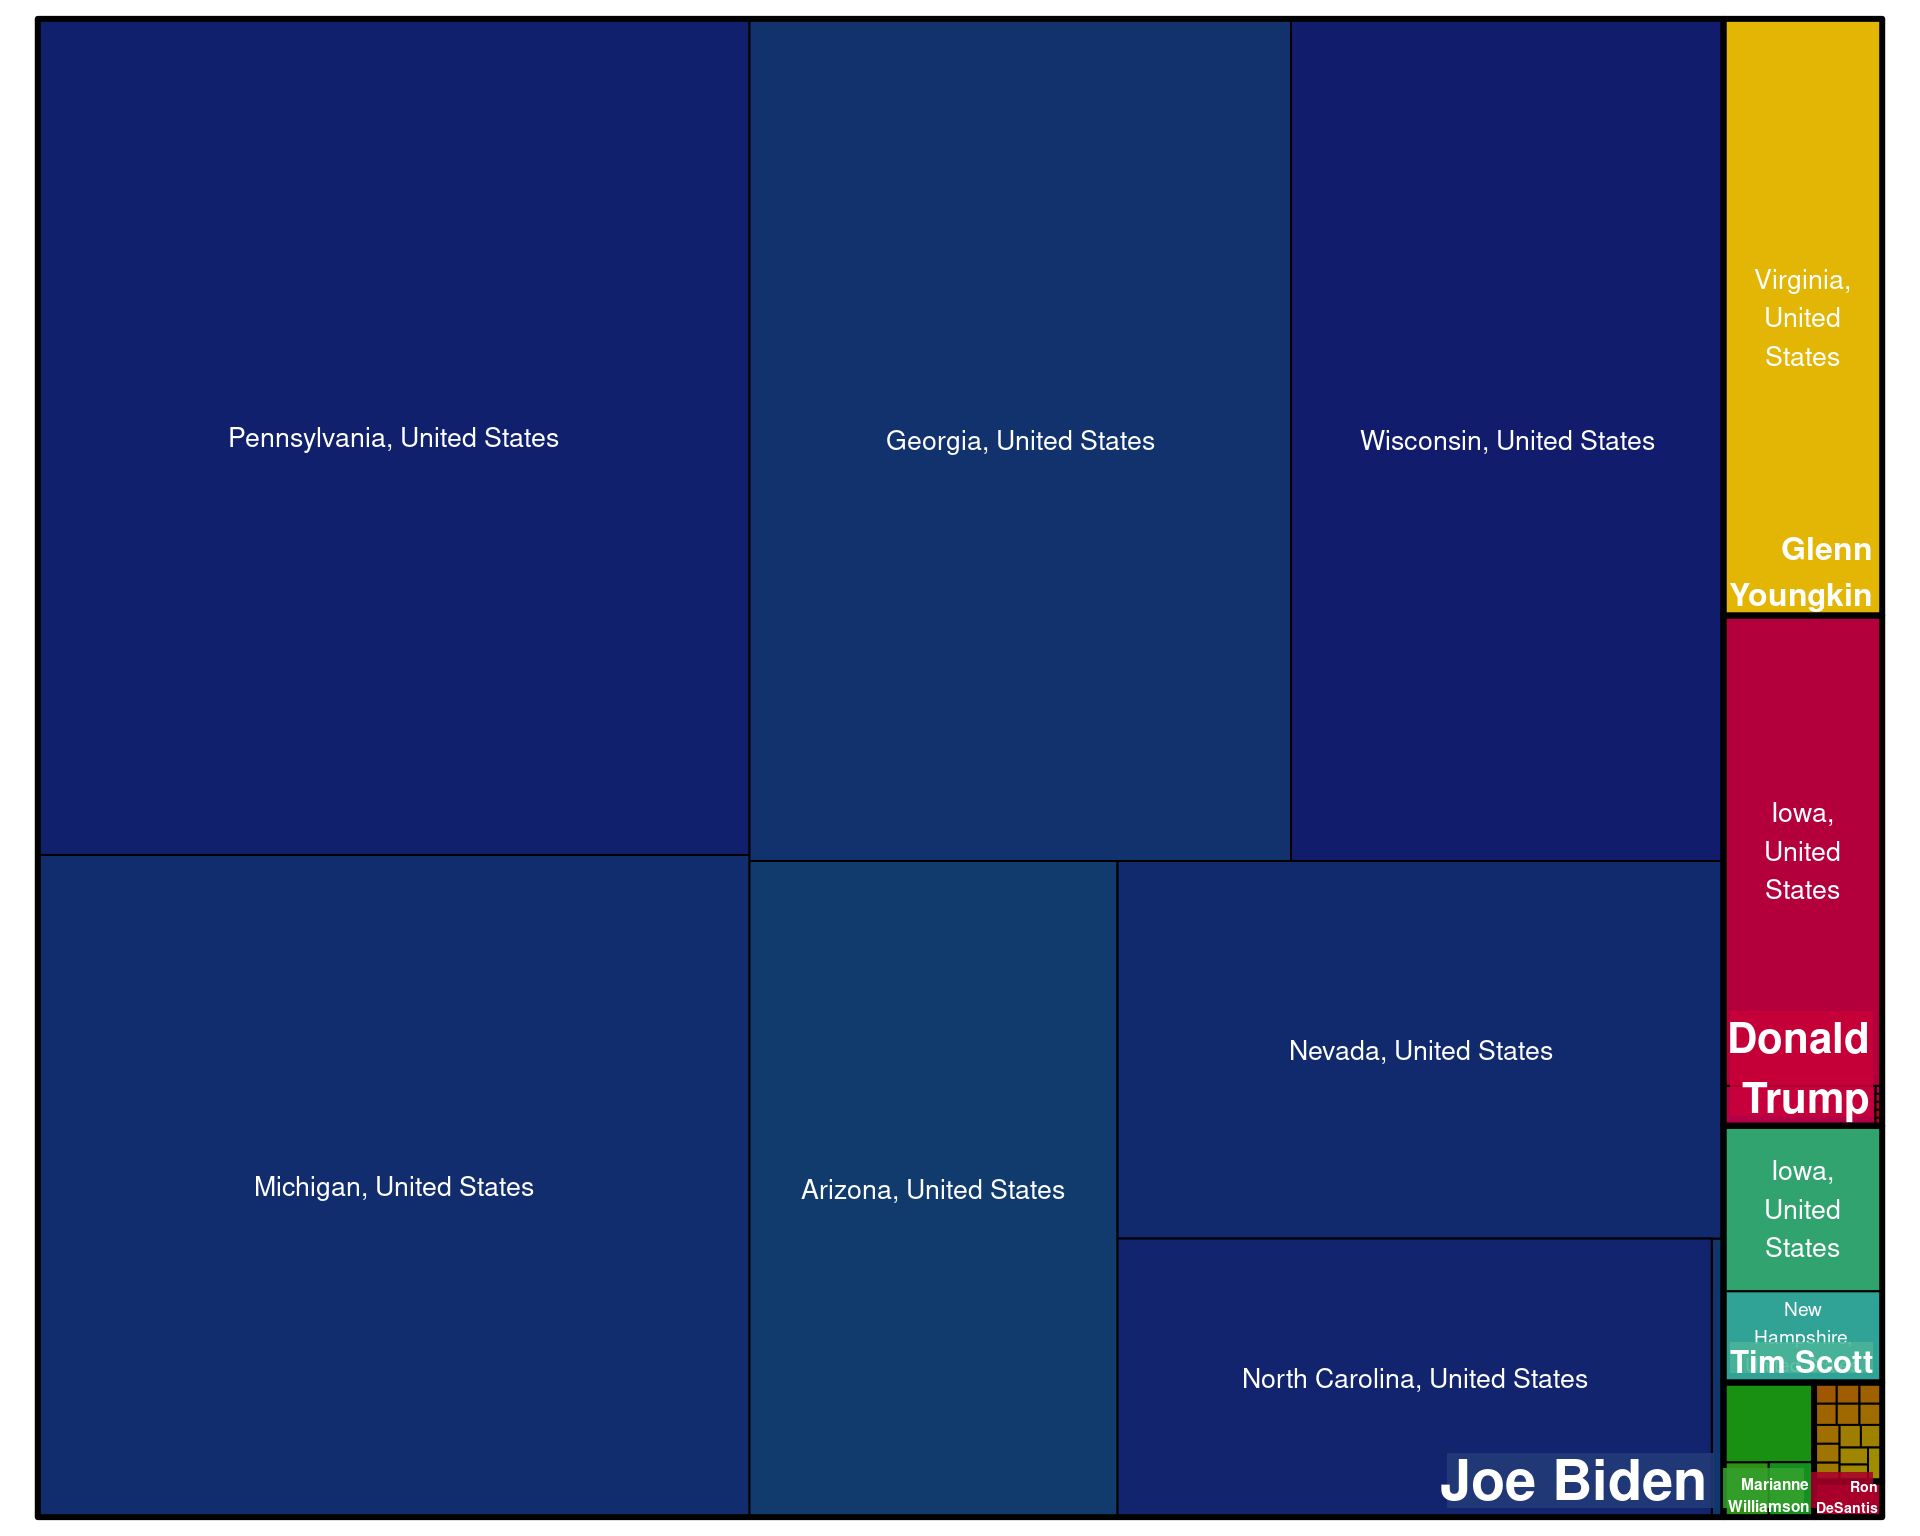 Pennsylvania, United States
Georgia, United States
Wisconsin, United States
Michigan, United States
Arizona, United States
Nevada, United States
North Carolina, United States
Joe Biden
Virginia,
United
States
Glenn
Youngkin
Iowa,
United
States
Donald
Trump
Iowa,
United
States
New
Hampshire,
Tim Scott
Marianne
Williamson
Ron
DeSantis